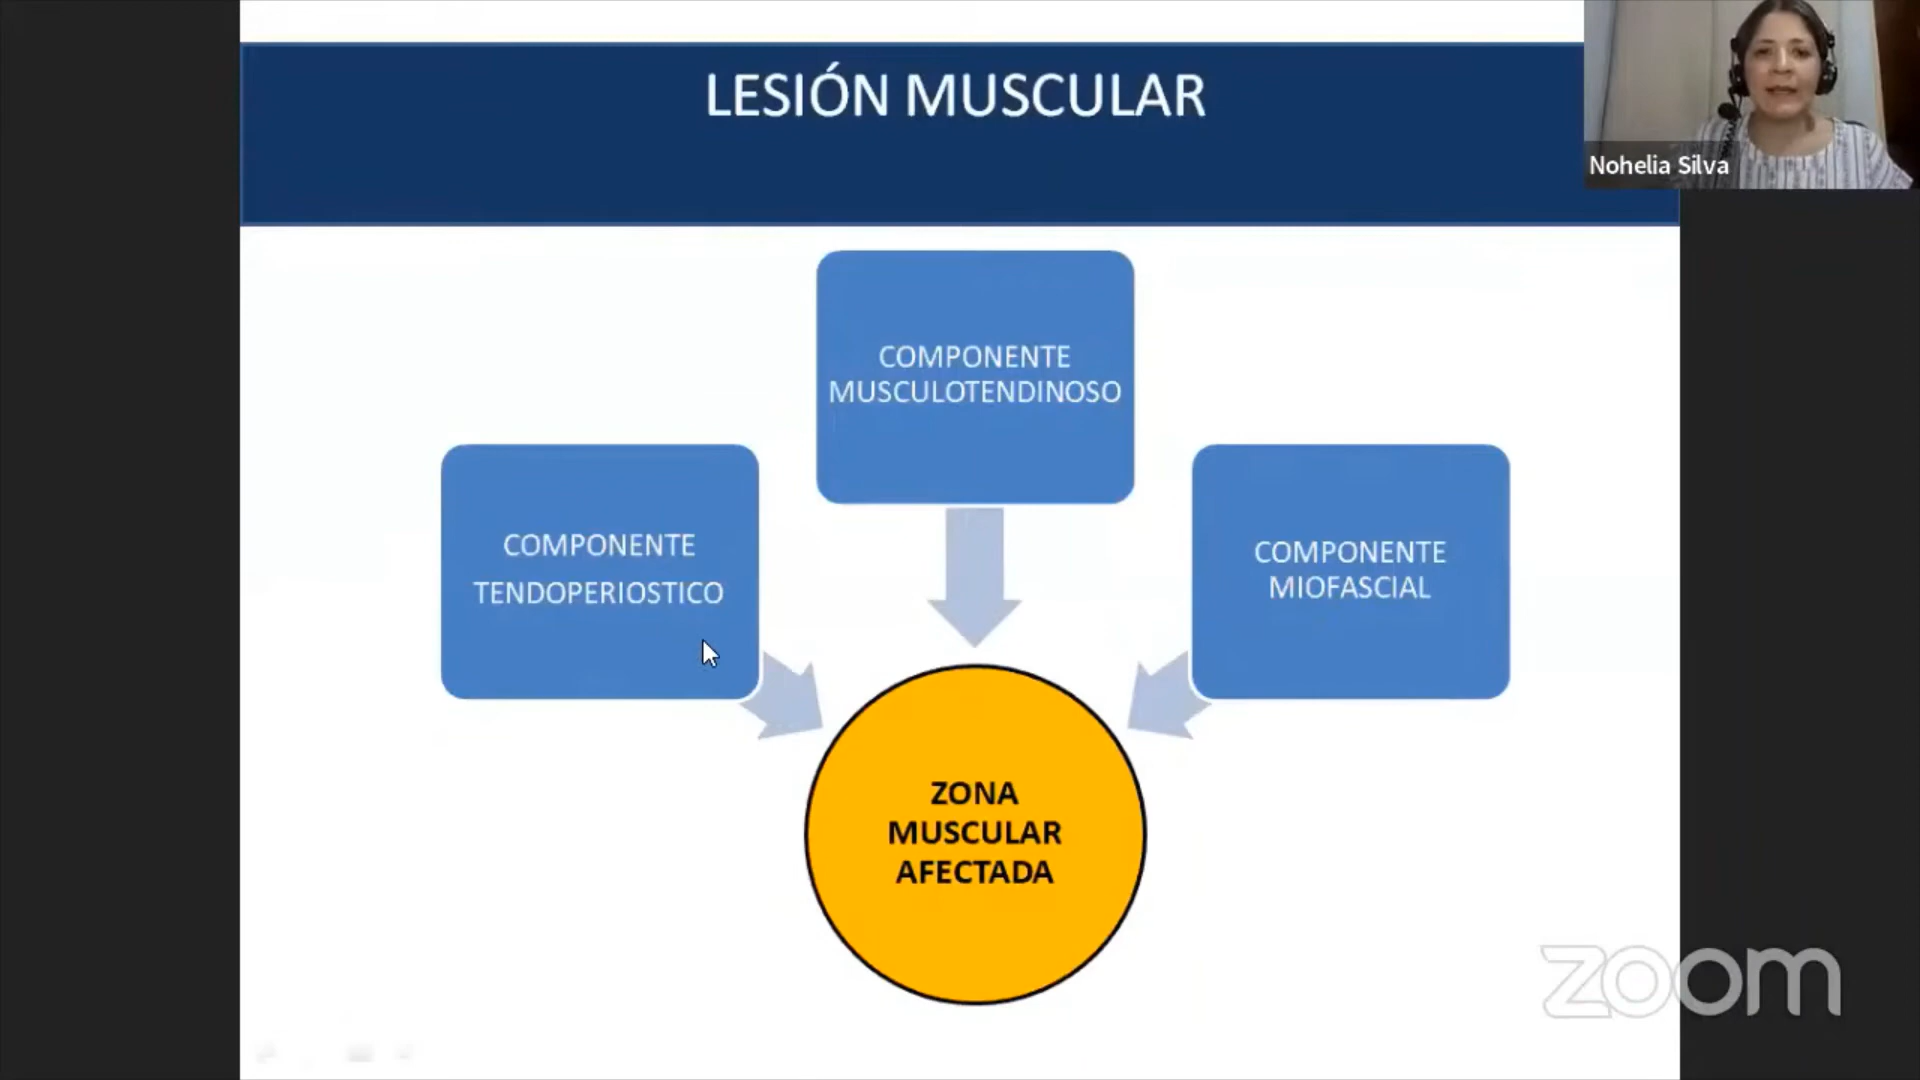 LESIÓN MUSCULAR
Nohelia Silva
COMPONENTE
MUSCULOTENDINOSO
COMPONENTE
TENDOPERIOSTICO
COMPONENTE
MIOFASCIAL
ZONA
MUSCULAR
AFECTADA
zoom